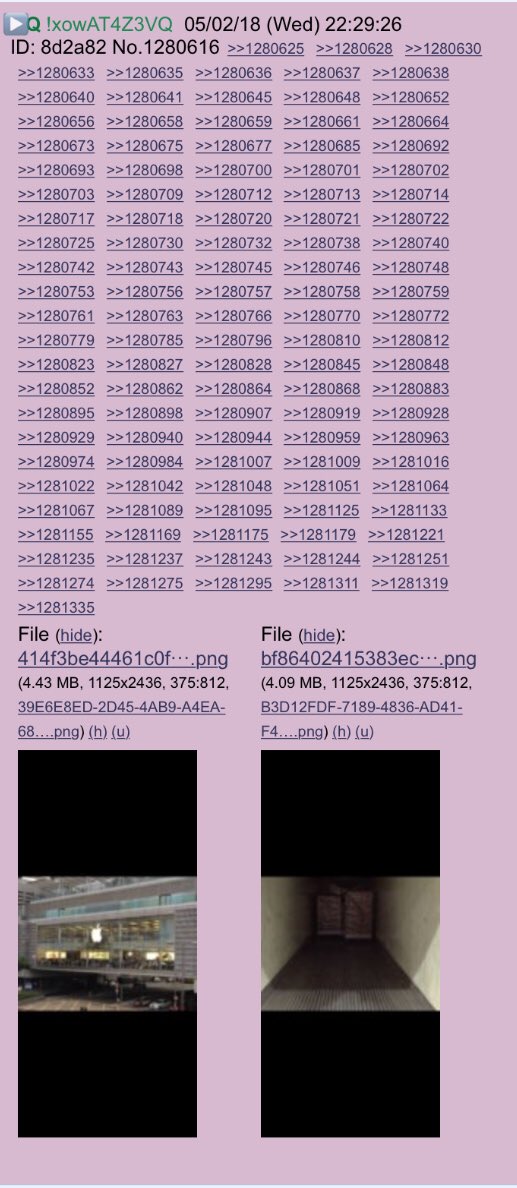 Q !xowAT4Z3VQ 05/02/18 (Wed) 22:29:26
ID: 8d2a82 No.1280616 >>1280625 >>1280628 >>1280630
>>1280633 >>1280635 >>1280636 >>1280637 >>1280638
>>1280640 >>1280641 >>1280645 >>1280648 >>1280652
>>1280656 >>1280658 >>1280659 >>1280661 >>1280664
>>1280673 >>1280675 >>1280677 >>1280685 >>1280692
>>1280693 >>1280698 >>1280700 >>1280701 >>1280702
>>1280703 >>1280709 >>1280712 >>1280713 >>1280714
>>1280717 >>1280718 >>1280720 >>1280721 >>1280722
>>1280725 >>1280730 >>1280732 >>1280738 >>1280740
>>1280742 >>1280743 >>1280745 >>1280746 >>1280748
>>1280753 >>1280756 >>1280757 >>1280758 >>1280759
>>1280761 >>1280763 >>1280766 >>1280770 >>1280772
>>1280779 >>1280785 >>1280796 >>1280810 >>1280812
>>1280823 >>1280827 >>1280828 >>1280845 >>1280848
>>1280852 >>1280862 >>1280864 >>1280868 >>1280883
>>1280895 >>1280898 >>1280907 >>1280919 >>1280928
>>1280929 >>1280940 >>1280944 >>1280959 >>1280963
>>1280974 >>1280984 >>1281007 >>1281009 >>1281016
>>1281022 >>1281042 >>1281048 >>1281051 >>1281064
>>1281067 >>1281089 >>1281095 >>1281125 >>1281133
>>1281155 >>1281169 >>1281175 >>1281179 >>1281221
>>1281235 >>1281237 >>1281243 >>1281244 >>1281251
>>1281274 >>1281275 >>1281295 >>1281311 >>1281319
>>1281335
File (hide):
414f3be44461c0f⋯.png
(4.43 MB, 1125x2436, 375:812,
39E6E8ED-2D45-4AB9-A4EA-
68….png) (h) (u)
File (hide):
bf86402415383ec⋯.png
(4.09 MB, 1125x2436, 375:812,
B3D12FDF-7189-4836-AD41-
F4….png) (h) (u)